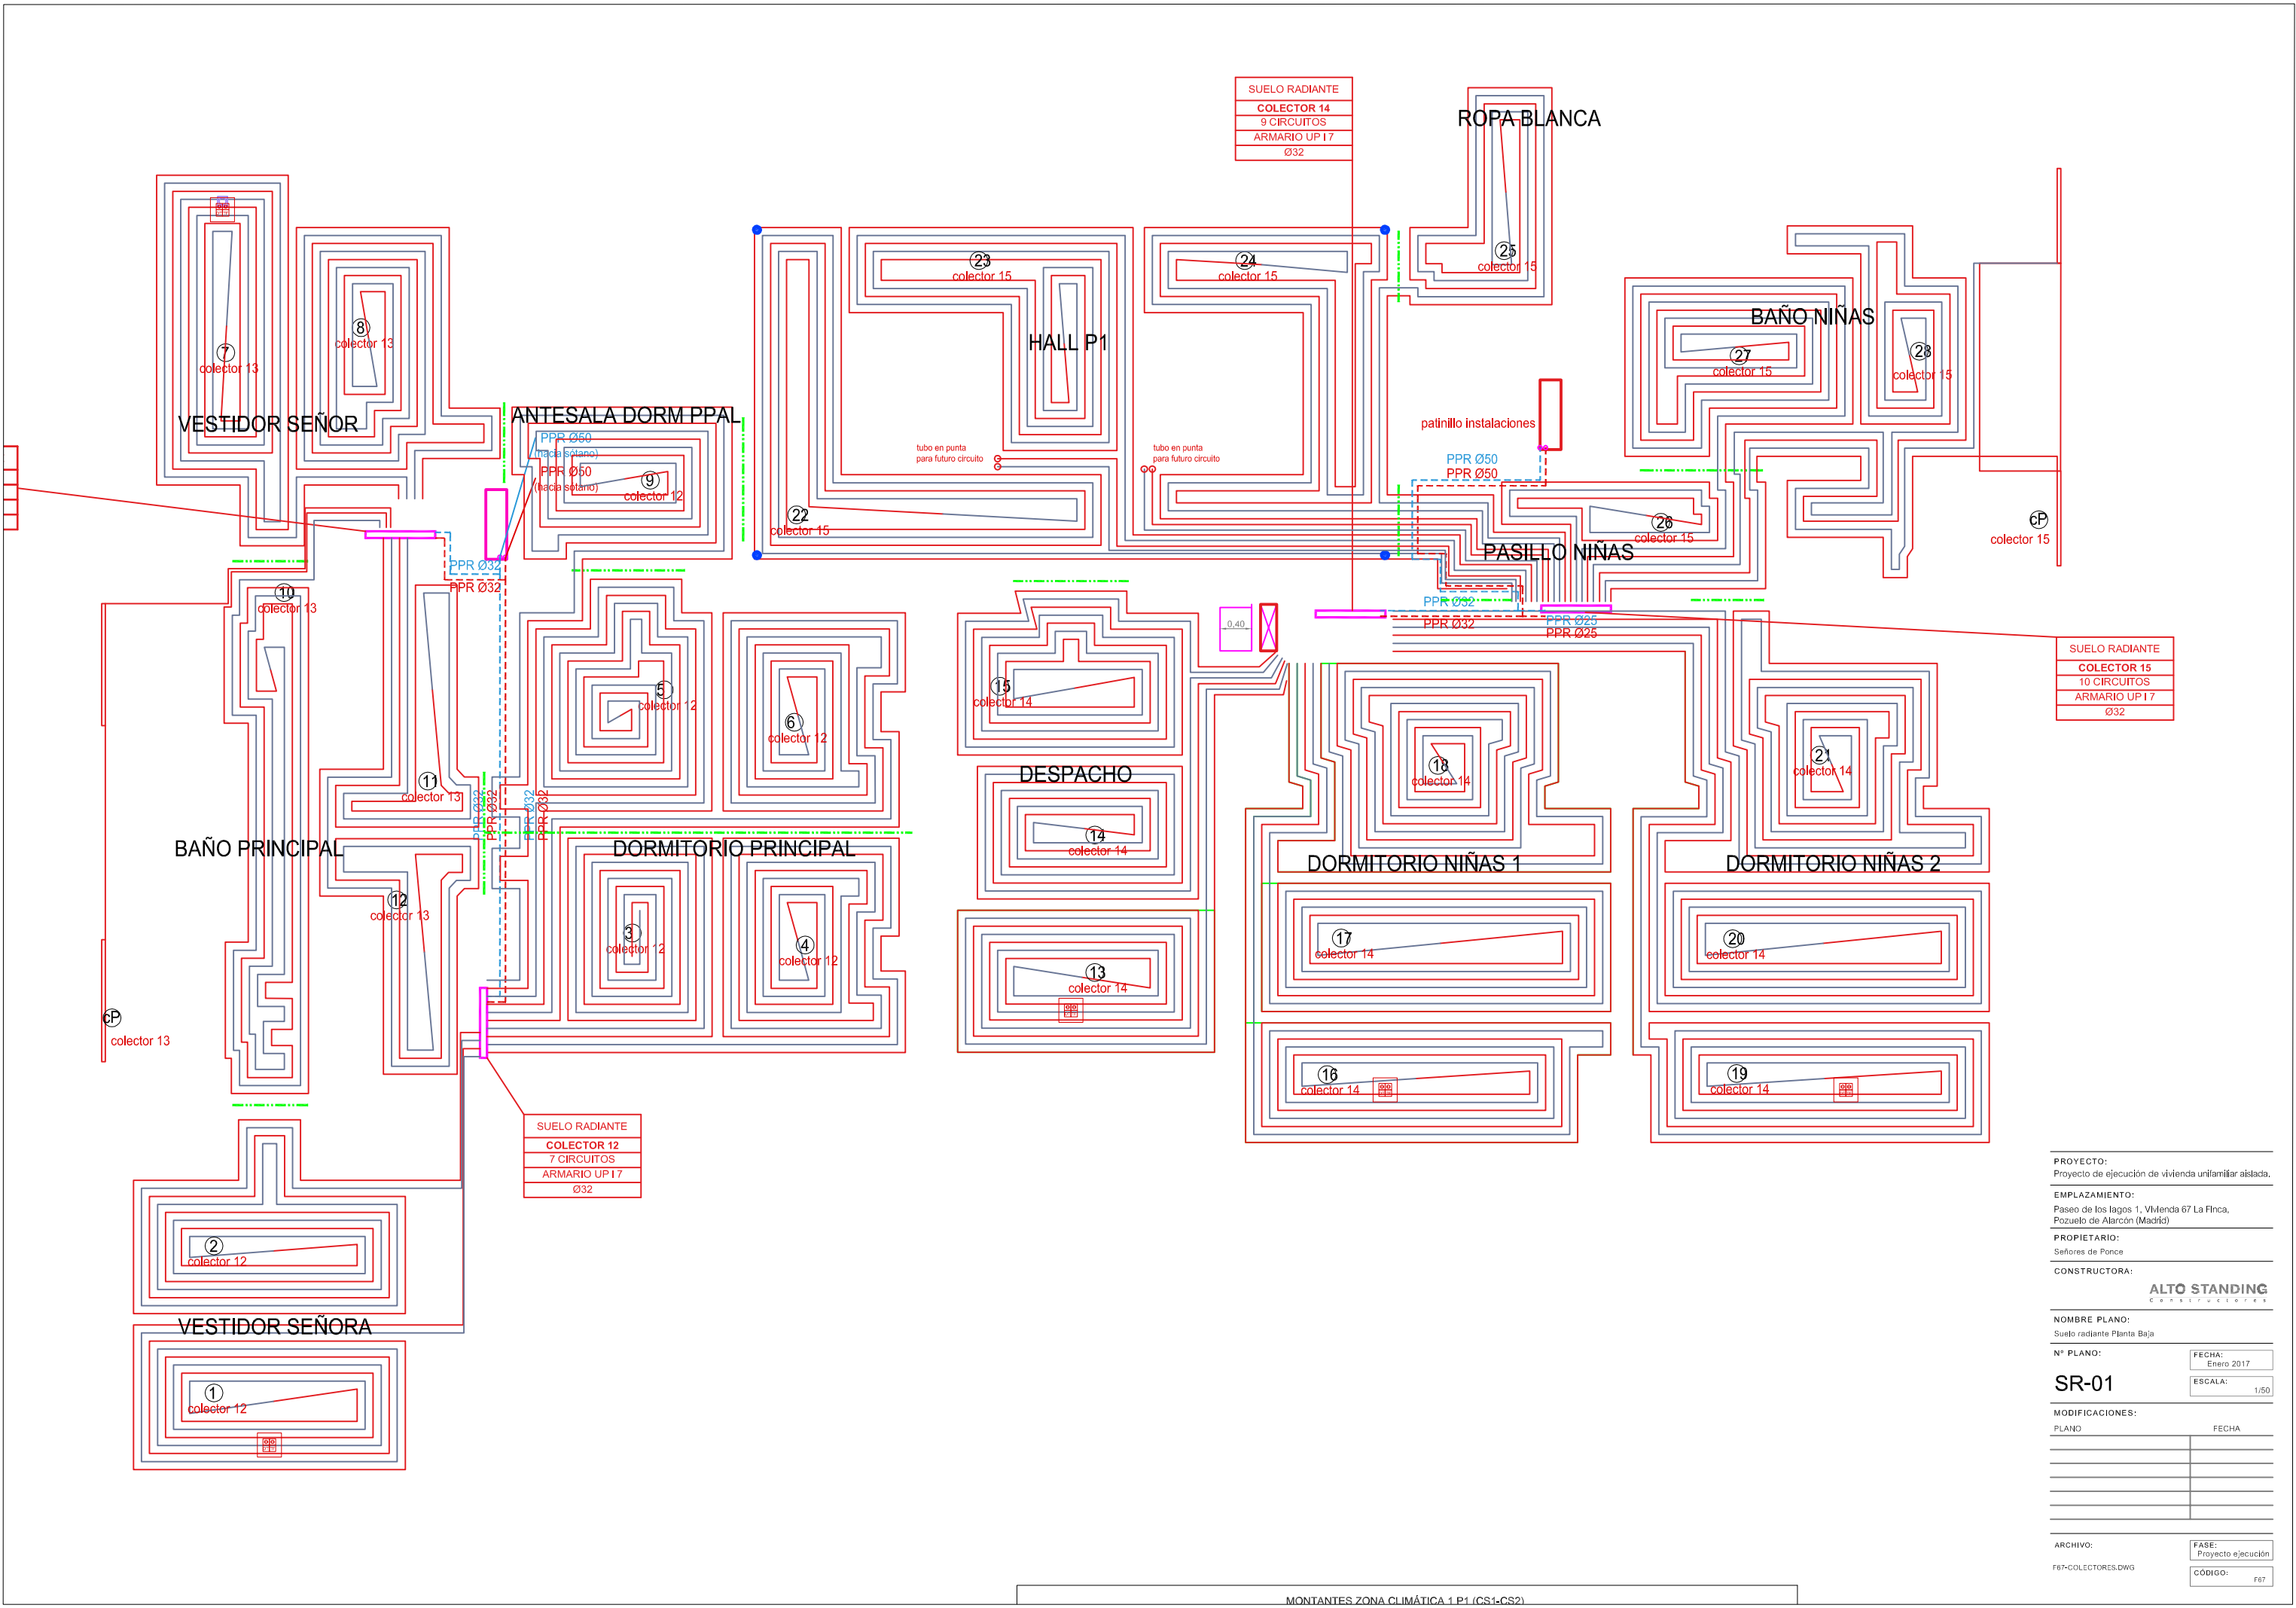 SUELO RADIANTE
COLECTOR 14
9 CIRCUITOS
ARMARIO UPI 7
Ø32
ROPA BLANCA
25
colector 15
7
colector 13
8
colector 13
VESTIDOR SEÑOR
ANTESALA DORM PPAL
PPR Ø50
(hacia sótano)
PPR Ø50
(hacia sótano)
9
colector 12
23
colector 15
24
colector 15
HALL P1
tubo en punta
para futuro circuito
tubo en punta
para futuro circuito
22
colector 15
BAÑO NIÑAS
27
colector 15
28
colector 15
patinillo instalaciones
PPR Ø50
PPR Ø50
26
colector 15
PASILLO NIÑAS
cP
colector 15
PPR Ø32
PPR Ø32
10
colector 13
PPR Ø32
PPR Ø32
PPR Ø25
PPR Ø25
0,40
SUELO RADIANTE
COLECTOR 15
10 CIRCUITOS
ARMARIO UPI 7
Ø32
5
colector 12
6
colector 12
15
colector 14
DESPACHO
18
colector 14
21
colector 14
11
colector 13
PPR Ø32
PPR Ø32
PPR Ø32
PPR Ø32
BAÑO PRINCIPAL
DORMITORIO PRINCIPAL
14
colector 14
DORMITORIO NIÑAS 1
DORMITORIO NIÑAS 2
12
colector 13
3
colector 12
4
colector 12
13
colector 14
17
colector 14
20
colector 14
cP
colector 13
16
colector 14
19
colector 14
SUELO RADIANTE
COLECTOR 12
7 CIRCUITOS
ARMARIO UPI 7
Ø32
2
colector 12
VESTIDOR SEÑORA
1
colector 12
PROYECTO:
Proyecto de ejecución de vivienda unifamiliar aislada.
EMPLAZAMIENTO:
Paseo de los lagos 1, Vivienda 67 La Finca,
Pozuelo de Alarcón (Madrid)
PROPIETARIO:
Señores de Ponce
CONSTRUCTORA:
ALTO STANDING
Constructores
NOMBRE PLANO:
Suelo radiante Planta Baja
Nº PLANO:
SR-01
FECHA:
Enero 2017
ESCALA:
1/50
MODIFICACIONES:
PLANO FECHA
ARCHIVO:
F67-COLECTORES.DWG
FASE:
Proyecto ejecución
CÓDIGO:
F67
MONTANTES ZONA CLIMÁTICA 1 P1 (CS1-CS2)